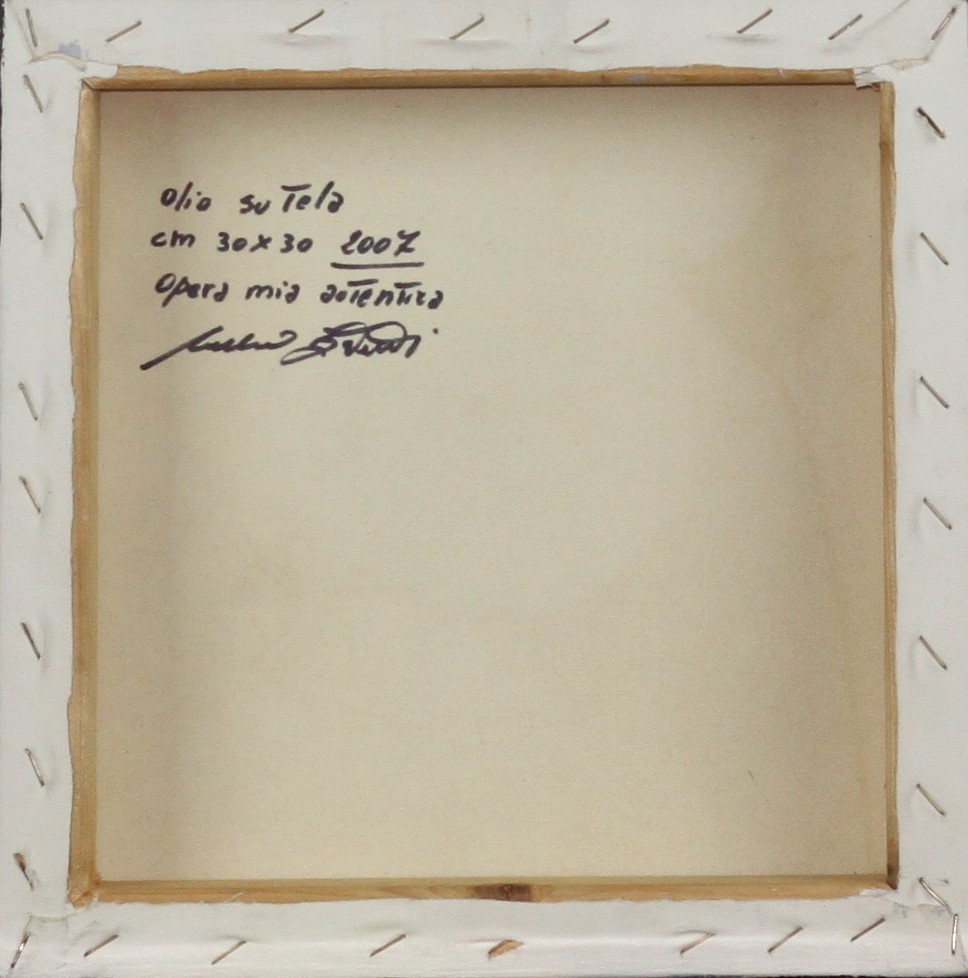 olio su Tela
cm 30x30 2007
opera mia autentica